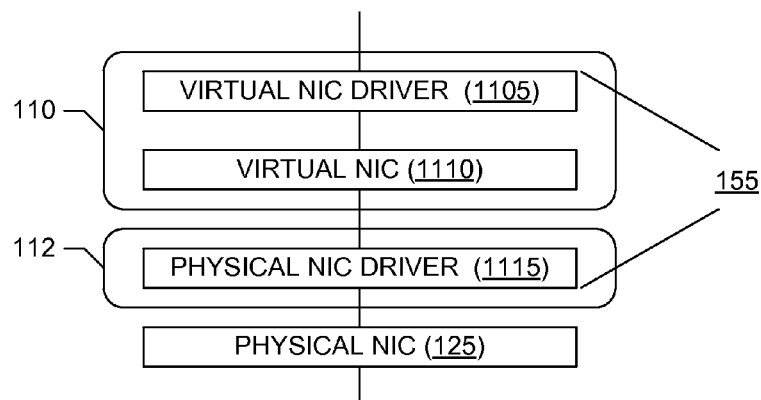 VIRTUAL NIC DRIVER (1105)
110
VIRTUAL NIC (1110)
155
112
PHYSICAL NIC DRIVER (1115)
PHYSICAL NIC (125)